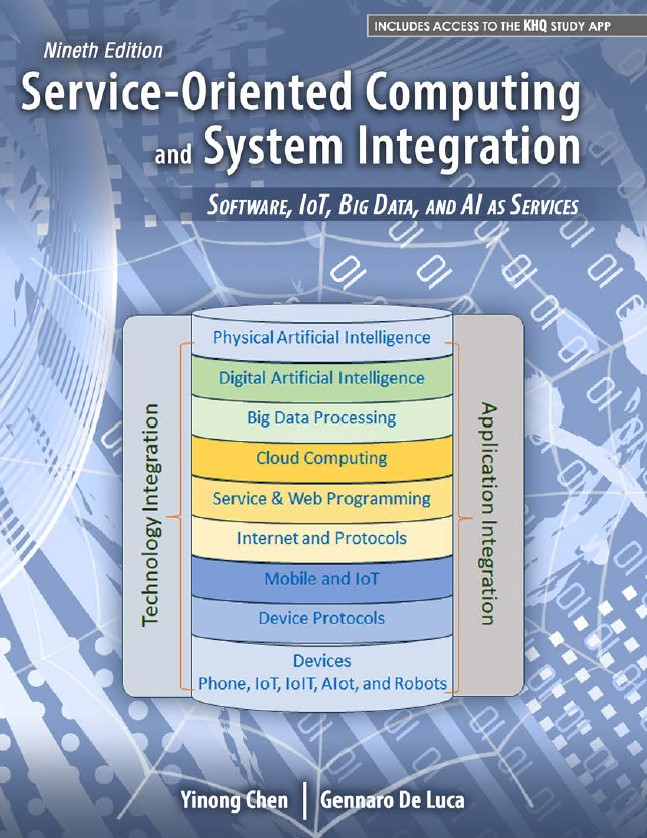 INCLUDES ACCESS TO THE KHQ STUDY APP
Nineth Edition
Service-Oriented Computing
and System Integration
SOFTWARE, IOT, BIG DATA, AND AI AS SERVICES
Physical Artificial Intelligence
Digital Artificial Intelligence
Big Data Processing
Cloud Computing
Service & Web Programming
Internet and Protocols
Mobile and IoT
Device Protocols
Devices
Phone, IoT, IoIT, AIot, and Robots
Technology Integration
Application Integration
Yinong Chen | Gennaro De Luca